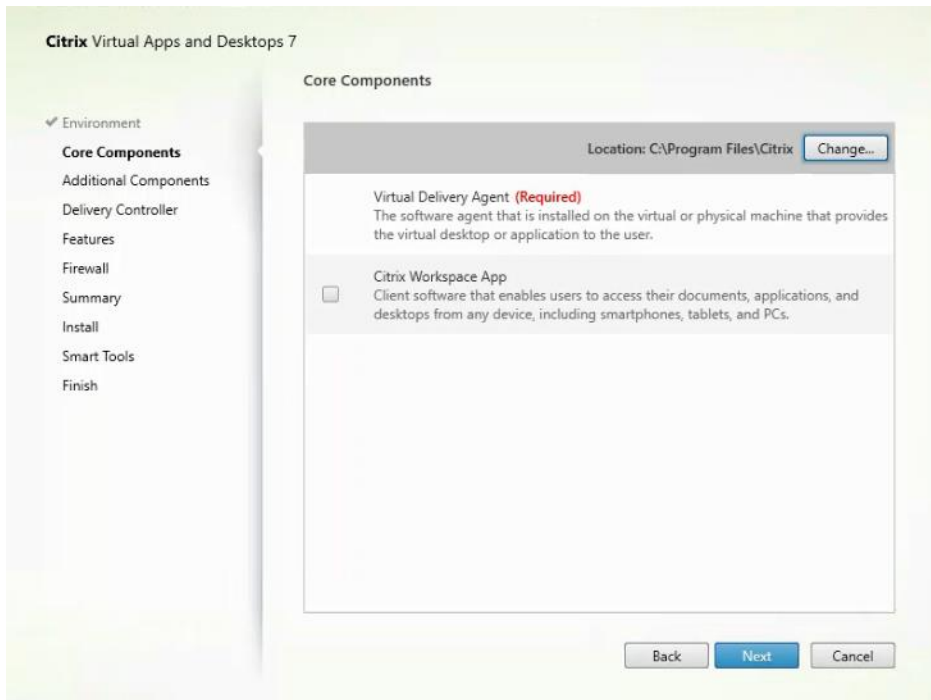 Citrix Virtual Apps and Desktops 7
Core Components
Environment
Core Components
Additional Components
Delivery Controller
Features
Firewall
Summary
Install
Smart Tools
Finish
Location: C:\Program Files\Citrix
Change...
Virtual Delivery Agent (Required)
The software agent that is installed on the virtual or physical machine that provides
the virtual desktop or application to the user.
Citrix Workspace App
Client software that enables users to access their documents, applications, and
desktops from any device, including smartphones, tablets, and PCs.
Back
Next
Cancel